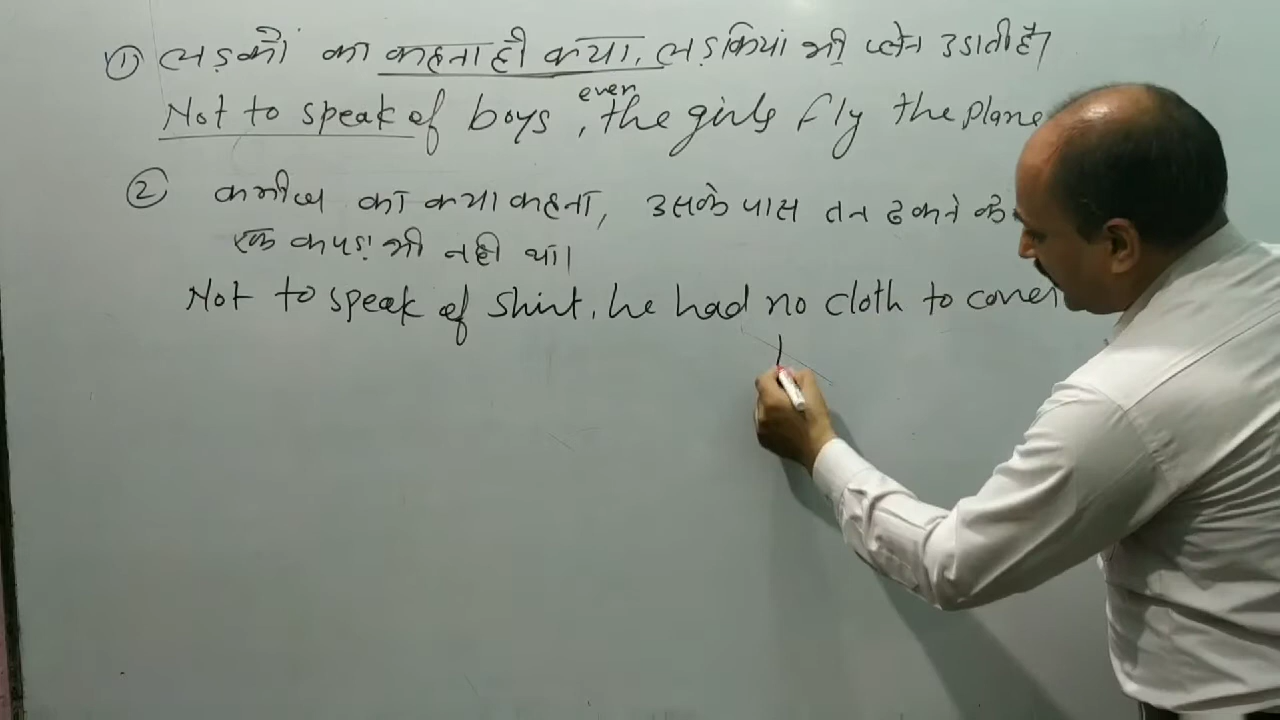 ① लड़कों का कहना ही क्या, लड़कियां भी प्लेन उडाती है।
Not to speak of boys, even the girls fly the plane
② कमीज का क्या कहना, उसके पास तन ढकने के
एक कपड़ा भी नही था।
Not to speak of shirt, he had no cloth to cover